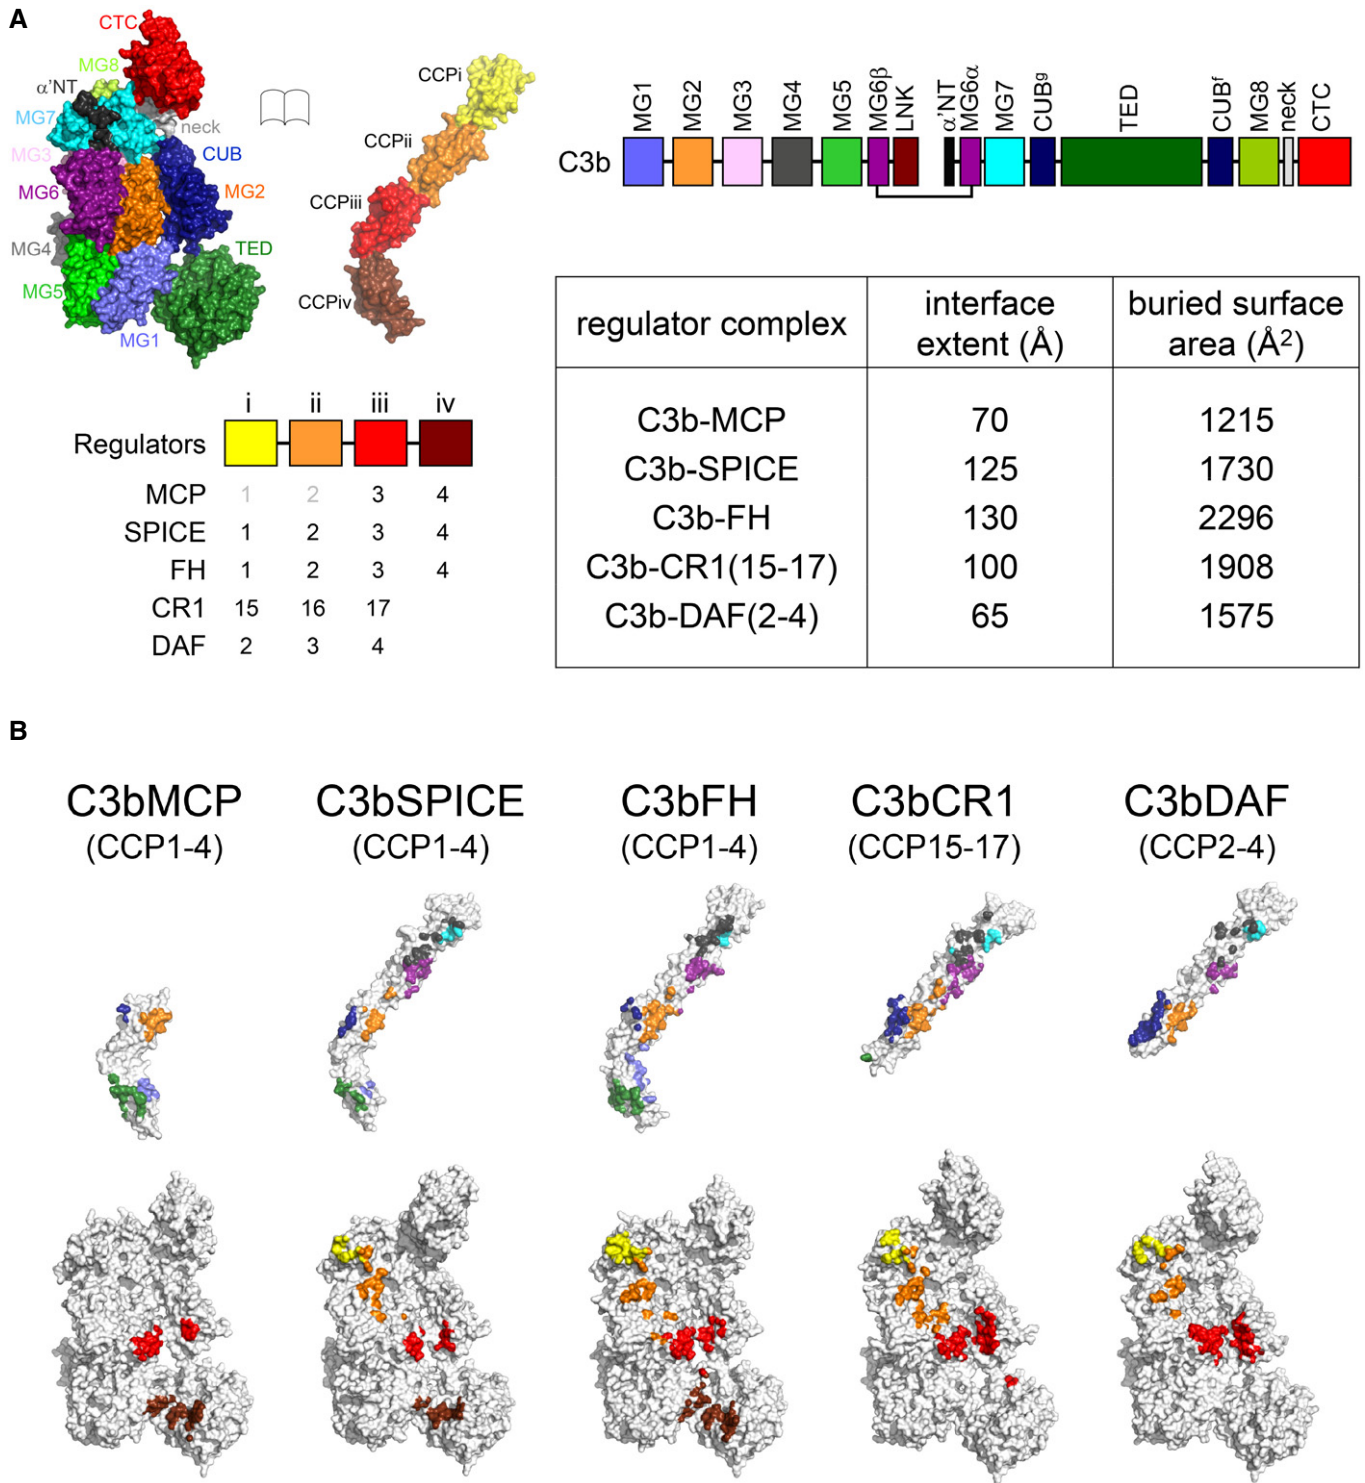 A
CTC
MG8
α'NT
MG7
neck
MG3
CUB
MG6
MG2
MG4
TED
MG5
MG1
CCPi
CCPii
CCPiii
CCPiv
C3b
MG1
MG2
MG3
MG4
MG5
MG6β
LNK
α'NT
MG6α
MG7
CUBᵍ
TED
CUBᶠ
MG8
neck
CTC
i ii iii iv
Regulators
MCP 1 2 3 4
SPICE 1 2 3 4
FH 1 2 3 4
CR1 15 16 17
DAF 2 3 4
regulator complex
interface
extent (Å)
buried surface
area (Å²)
C3b-MCP 70 1215
C3b-SPICE 125 1730
C3b-FH 130 2296
C3b-CR1(15-17) 100 1908
C3b-DAF(2-4) 65 1575
B
C3bMCP
(CCP1-4)
C3bSPICE
(CCP1-4)
C3bFH
(CCP1-4)
C3bCR1
(CCP15-17)
C3bDAF
(CCP2-4)